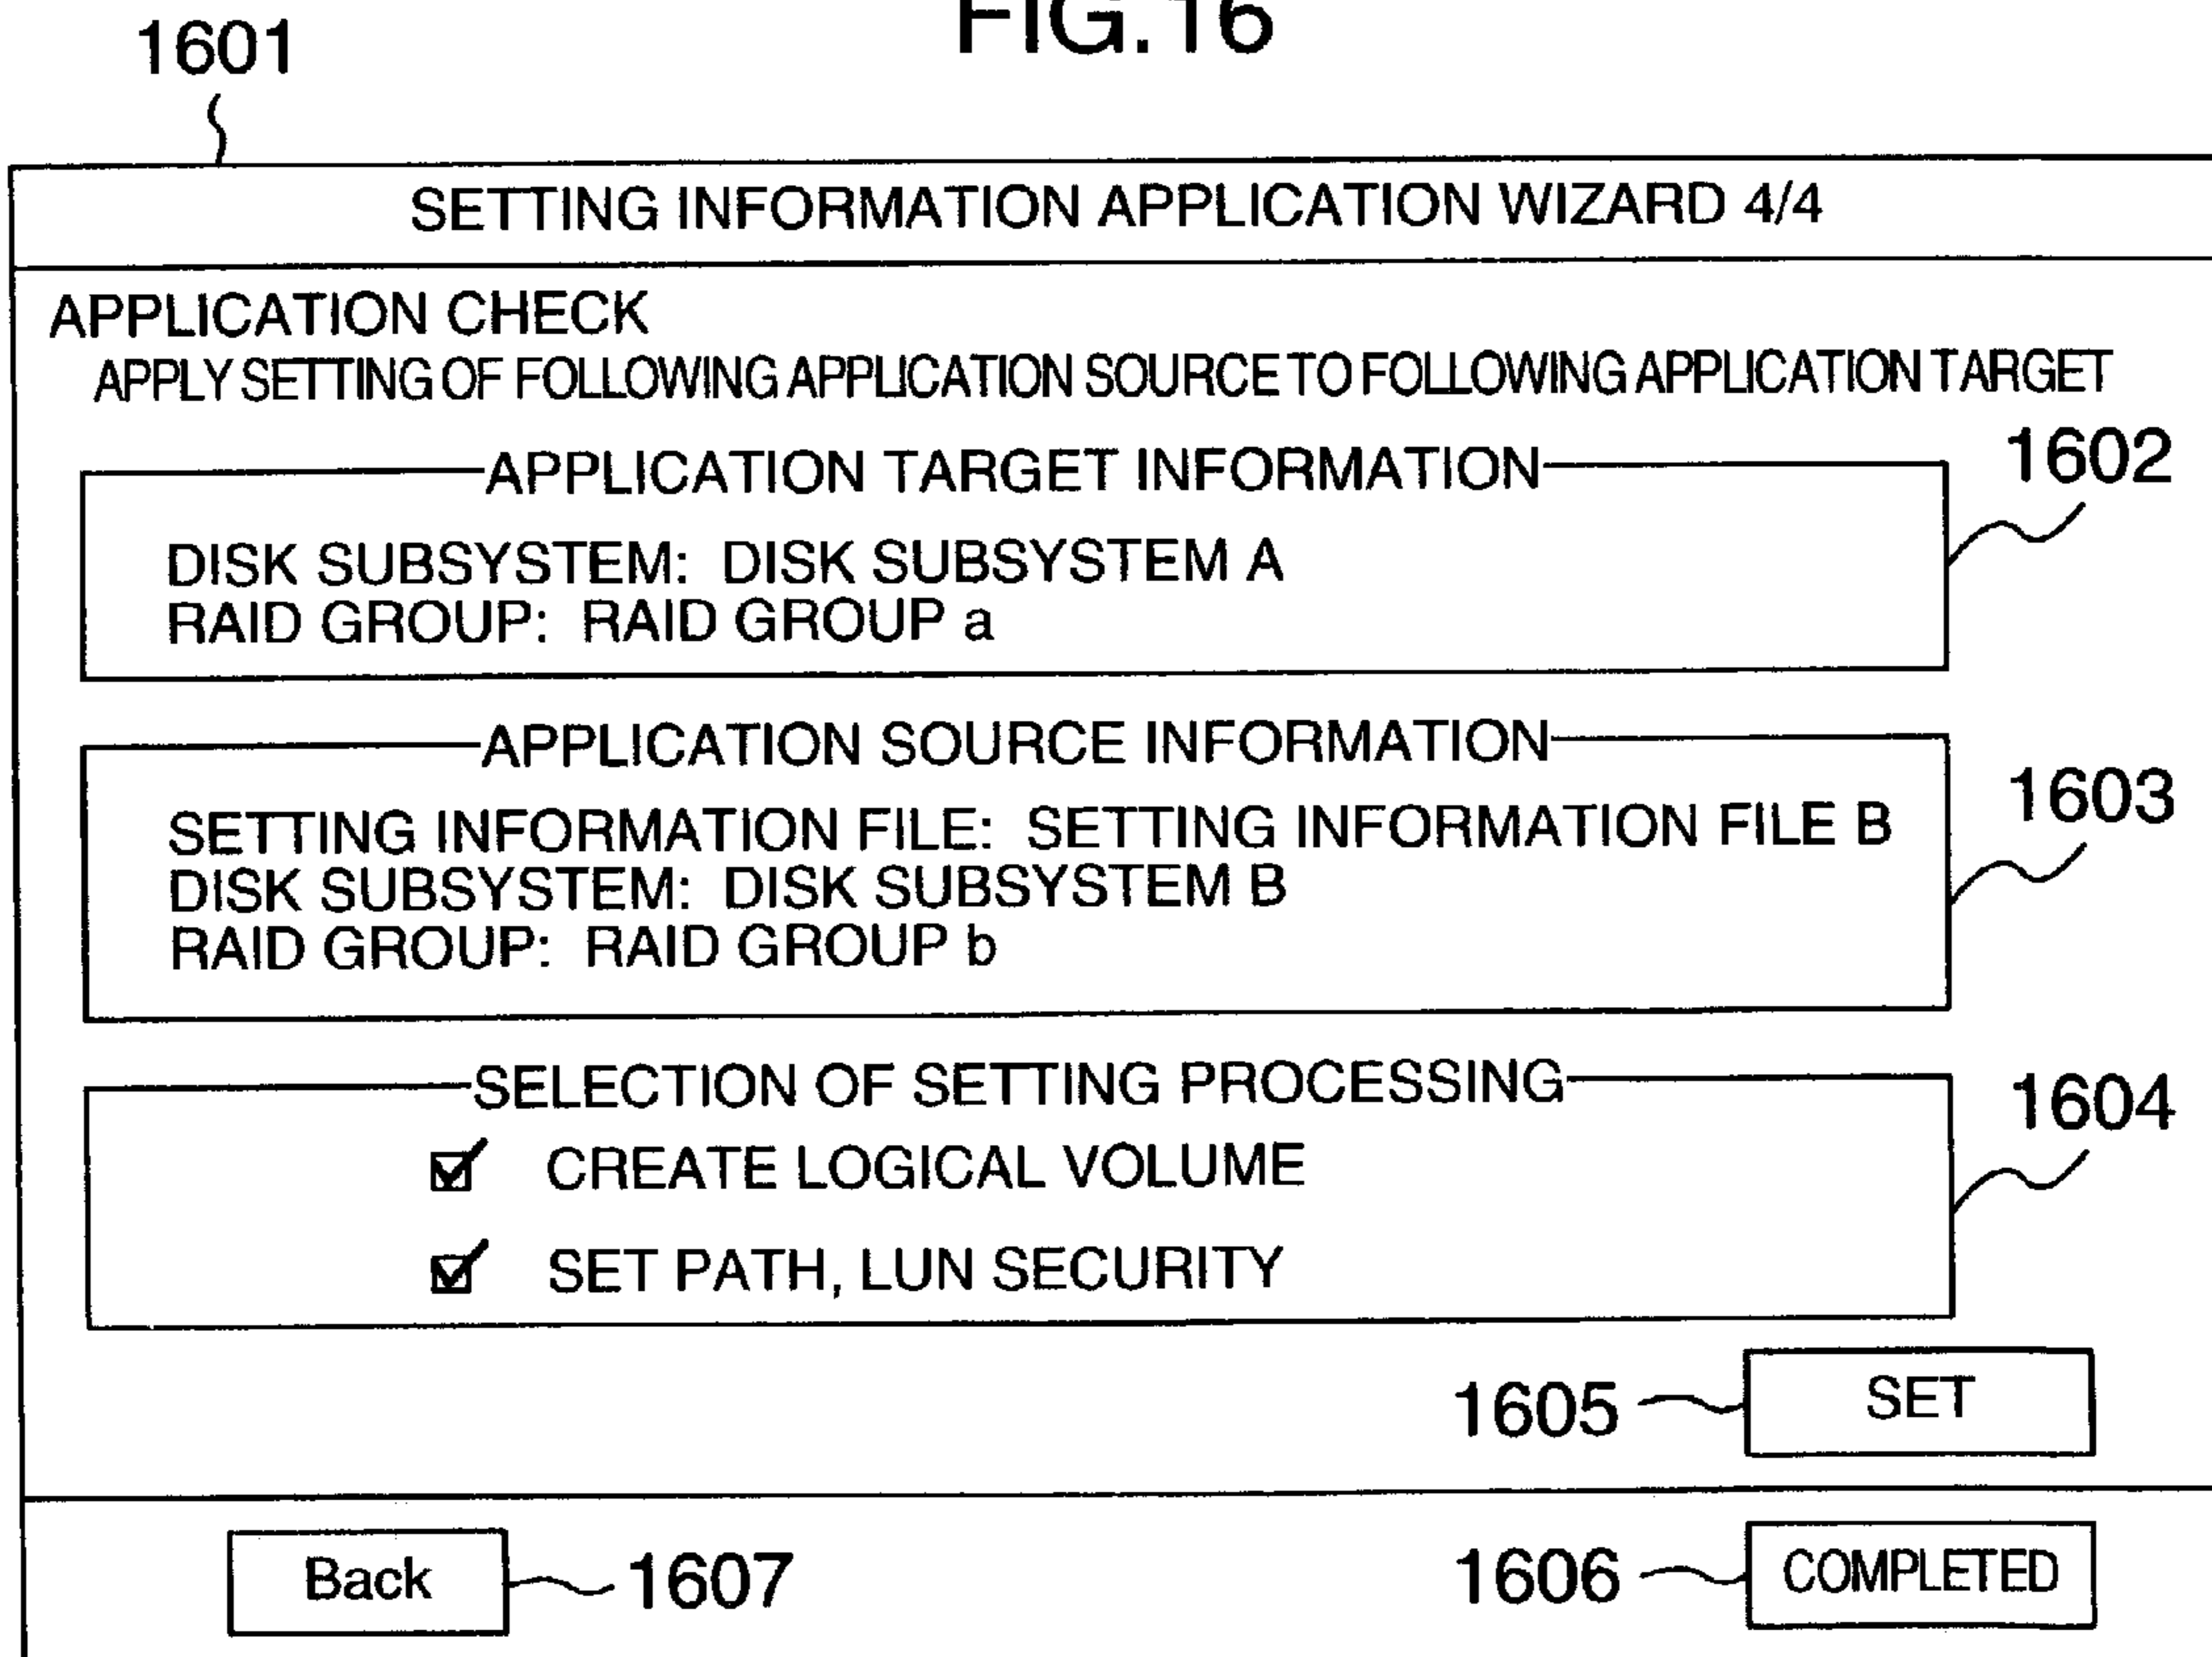 FIG.16
1601
SETTING INFORMATION APPLICATION WIZARD 4/4
APPLICATION CHECK
APPLY SETTING OF FOLLOWING APPLICATION SOURCE TO FOLLOWING APPLICATION TARGET
1602
APPLICATION TARGET INFORMATION
DISK SUBSYSTEM: DISK SUBSYSTEM A
RAID GROUP: RAID GROUP a
APPLICATION SOURCE INFORMATION
1603
SETTING INFORMATION FILE: SETTING INFORMATION FILE B
DISK SUBSYSTEM: DISK SUBSYSTEM B
RAID GROUP: RAID GROUP b
SELECTION OF SETTING PROCESSING
1604
CREATE LOGICAL VOLUME
SET PATH, LUN SECURITY
1605 SET
Back 1607 1606 COMPLETED